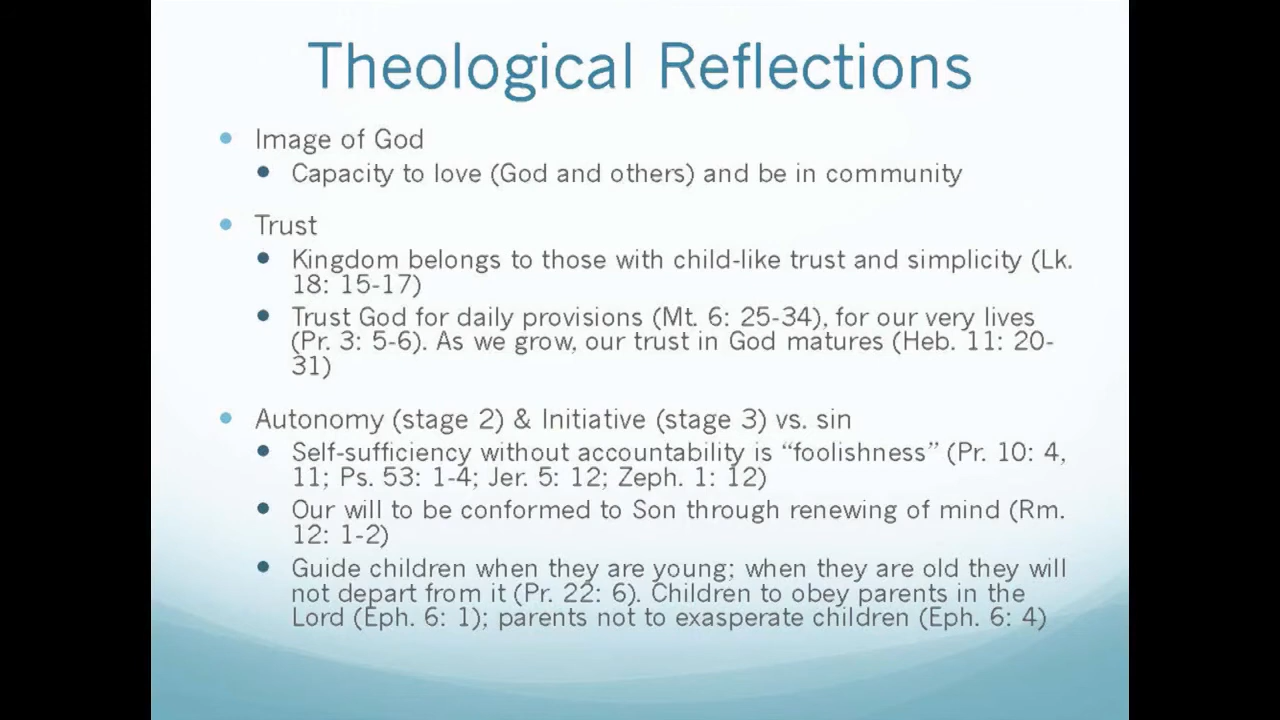 Theological Reflections
Image of God
Capacity to love (God and others) and be in community
Trust
Kingdom belongs to those with child-like trust and simplicity (Lk.
18: 15-17)
Trust God for daily provisions (Mt. 6: 25-34), for our very lives
(Pr. 3: 5-6). As we grow, our trust in God matures (Heb. 11: 20-
31)
Autonomy (stage 2) & Initiative (stage 3) vs. sin
Self-sufficiency without accountability is “foolishness” (Pr. 10: 4,
11; Ps. 53: 1-4; Jer. 5: 12; Zeph. 1: 12)
Our will to be conformed to Son through renewing of mind (Rm.
12: 1-2)
Guide children when they are young; when they are old they will
not depart from it (Pr. 22: 6). Children to obey parents in the
Lord (Eph. 6: 1); parents not to exasperate children (Eph. 6: 4)